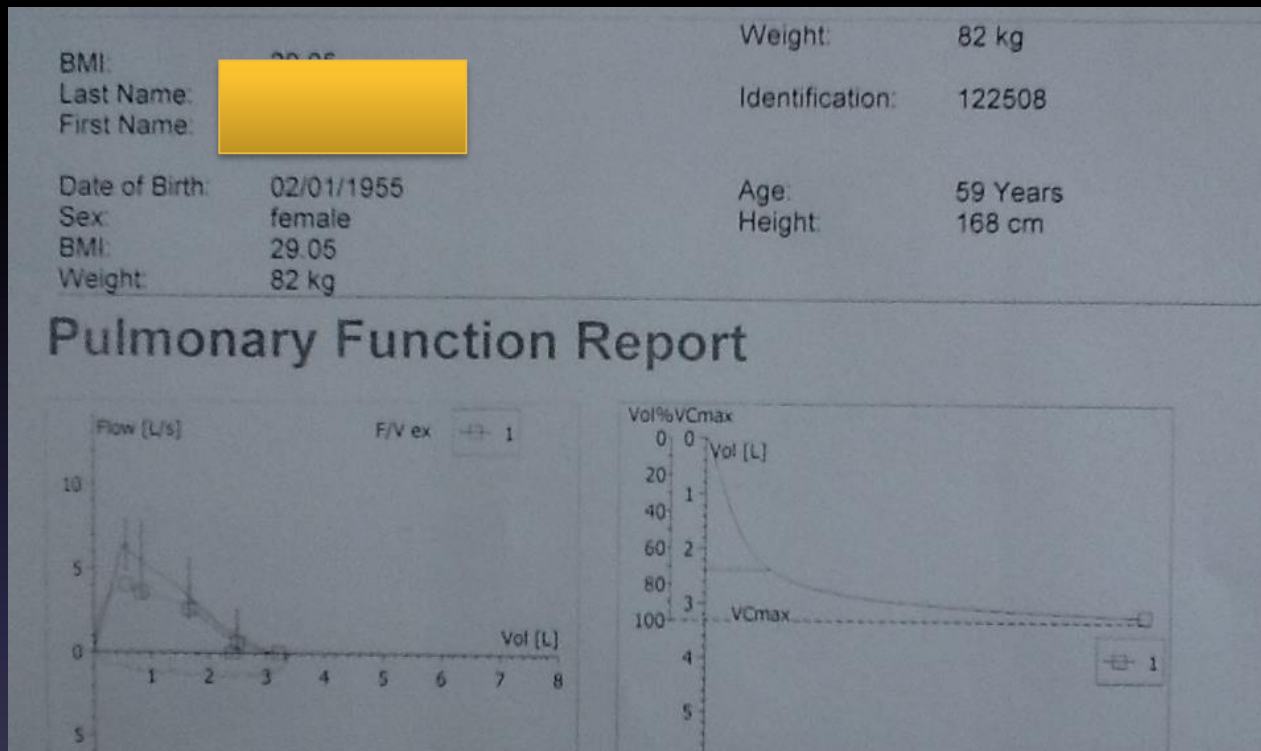 Weight: 82 kg
BMI:
Last Name:
Identification: 122508
First Name:
Date of Birth: 02/01/1955
Age: 59 Years
Sex: female
Height: 168 cm
BMI: 29.05
Weight: 82 kg
Pulmonary Function Report
Flow [L/s]
F/V ex 1
10
5
0
1 2 3 4 5 6 7 8
Vol [L]
5
Vol%VCmax
0 0
Vol [L]
20
1
40
60 2
80
3
100
VCmax
4
1
5